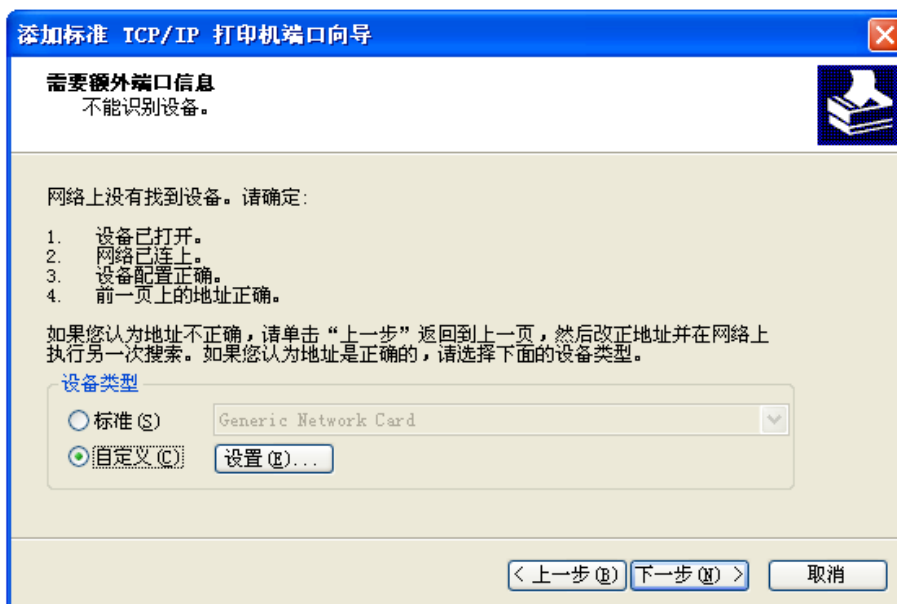 添加标准 TCP/IP 打印机端口向导
需要额外端口信息
不能识别设备。
网络上没有找到设备。请确定:
1. 设备已打开。
2. 网络已连上。
3. 设备配置正确。
4. 前一页上的地址正确。
如果您认为地址不正确,请单击“上一步”返回到上一页,然后改正地址并在网络上
执行另一次搜索。如果您认为地址是正确的,请选择下面的设备类型。
设备类型
标准(S) Generic Network Card
自定义(C) 设置(E)...
< 上一步(B) 下一步(N) > 取消